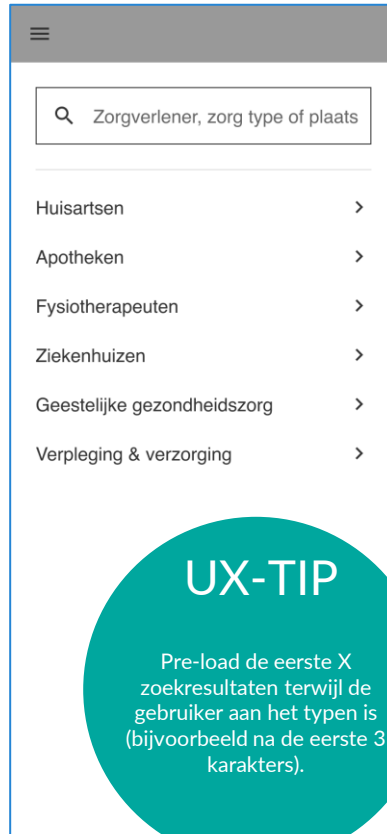 Zorgverlener, zorg type of plaats
Huisartsen
Apotheken
Fysiotherapeuten
Ziekenhuizen
Geestelijke gezondheidszorg
Verpleging & verzorging
UX-TIP
Pre-load de eerste X
zoekresultaten terwijl de
gebruiker aan het typen is
(bijvoorbeeld na de eerste 3
karakters).